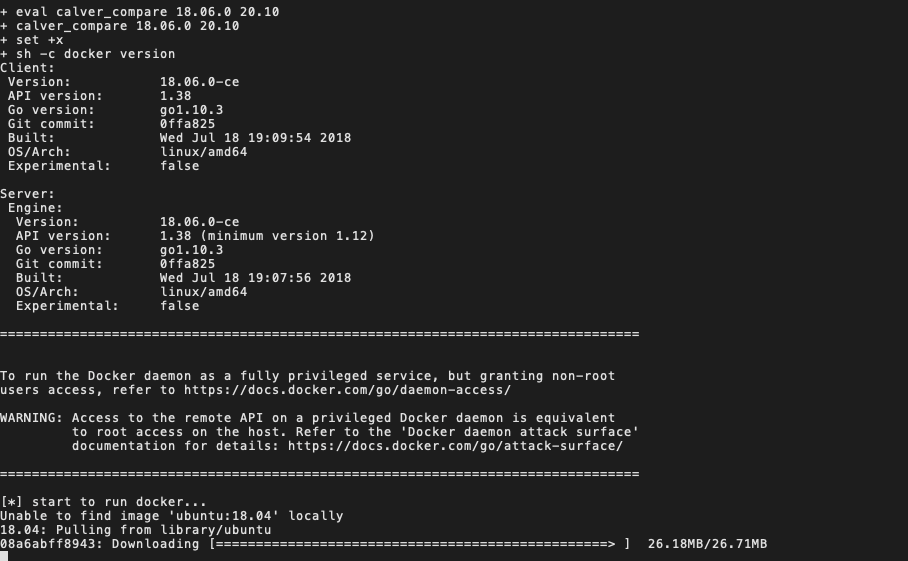 + eval calver_compare 18.06.0 20.10
+ calver_compare 18.06.0 20.10
+ set +x
+ sh -c docker version
Client:
 Version:           18.06.0-ce
 API version:       1.38
 Go version:        go1.10.3
 Git commit:        0ffa825
 Built:             Wed Jul 18 19:09:54 2018
 OS/Arch:           linux/amd64
 Experimental:      false
Server:
 Engine:
  Version:          18.06.0-ce
  API version:      1.38 (minimum version 1.12)
  Go version:       go1.10.3
  Git commit:       0ffa825
  Built:            Wed Jul 18 19:07:56 2018
  OS/Arch:          linux/amd64
  Experimental:     false
================================================================================
To run the Docker daemon as a fully privileged service, but granting non-root
users access, refer to https://docs.docker.com/go/daemon-access/
WARNING: Access to the remote API on a privileged Docker daemon is equivalent
         to root access on the host. Refer to the 'Docker daemon attack surface'
         documentation for details: https://docs.docker.com/go/attack-surface/
================================================================================
[*] start to run docker...
Unable to find image 'ubuntu:18.04' locally
18.04: Pulling from library/ubuntu
08a6abff8943: Downloading [=================================================> ]  26.18MB/26.71MB